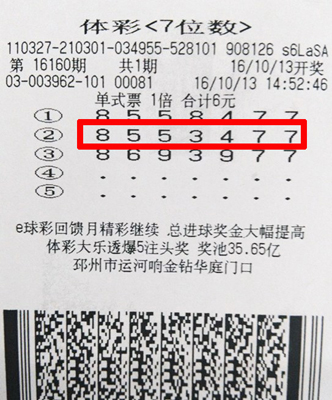 体彩<7位数>
110327-210301-034955-528101 908126 s6LaSA
第 16160期 共1期 16/10/13开奖
03-003962-101 00081 16/10/13 14:52:46
单式票 1倍 合计6元
① 8 5 5 8 4 7 7
② 8 5 5 3 4 7 7
③ 8 6 9 3 9 7 7
④ . . . . . . .
⑤ . . . . . . .
e球彩回馈月精彩继续 总进球奖金大幅提高
体彩大乐透爆5注头奖 奖池35.65亿
邳州市运河响金钻华庭门口